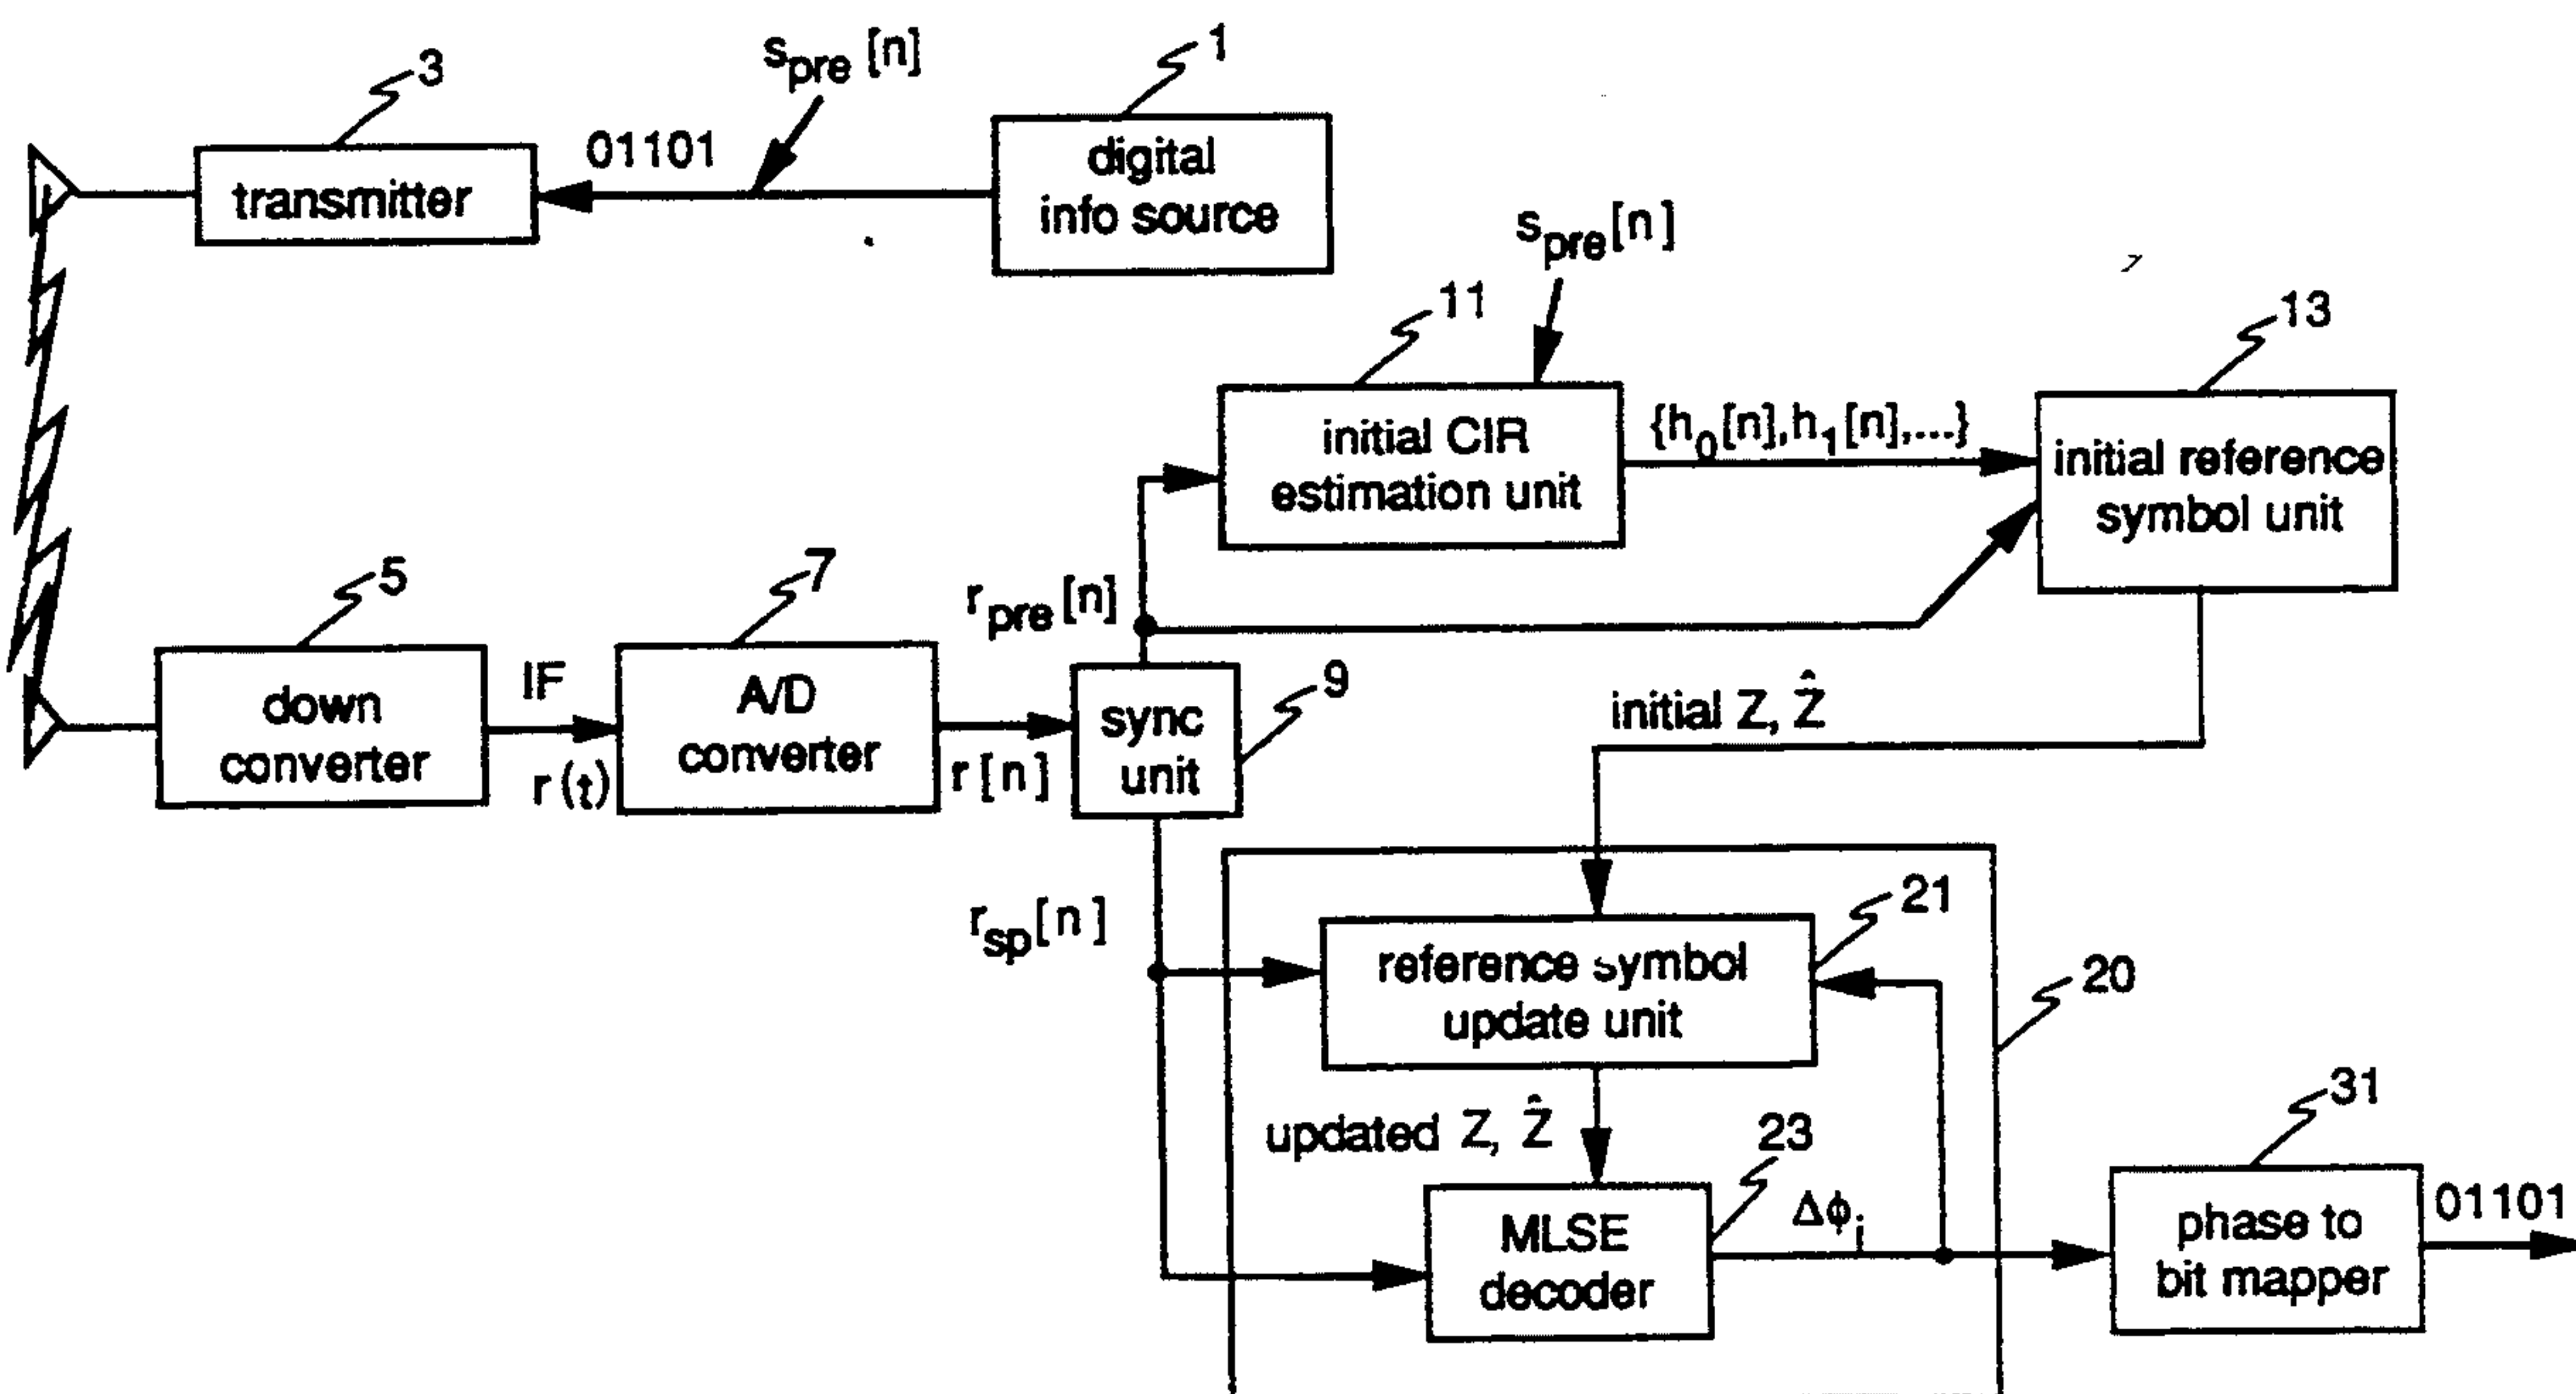 s_pre [n]
1
3
01101
digital
info source
transmitter
s_pre[n]
11
13
initial CIR
estimation unit
{h_0[n],h_1[n],...}
initial reference
symbol unit
5
7
r_pre [n]
down
converter
IF
r(t)
A/D
converter
r[n]
sync
unit
9
initial Z, Ẑ
r_sp[n]
21
reference symbol
update unit
20
updated Z, Ẑ
23
31
MLSE
decoder
Δϕ_i
phase to
bit mapper
01101